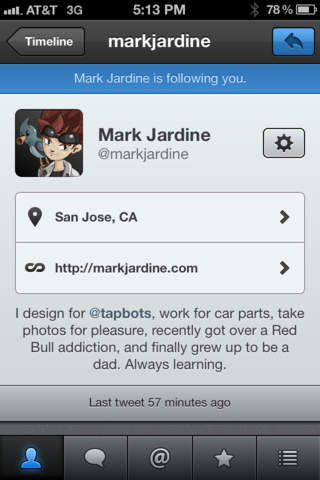 AT&T 3G 5:13 PM 78%
Timeline markjardine
Mark Jardine is following you.
Mark Jardine
@markjardine
San Jose, CA
http://markjardine.com
I design for @tapbots, work for car parts, take
photos for pleasure, recently got over a Red
Bull addiction, and finally grew up to be a
dad. Always learning.
Last tweet 57 minutes ago
@